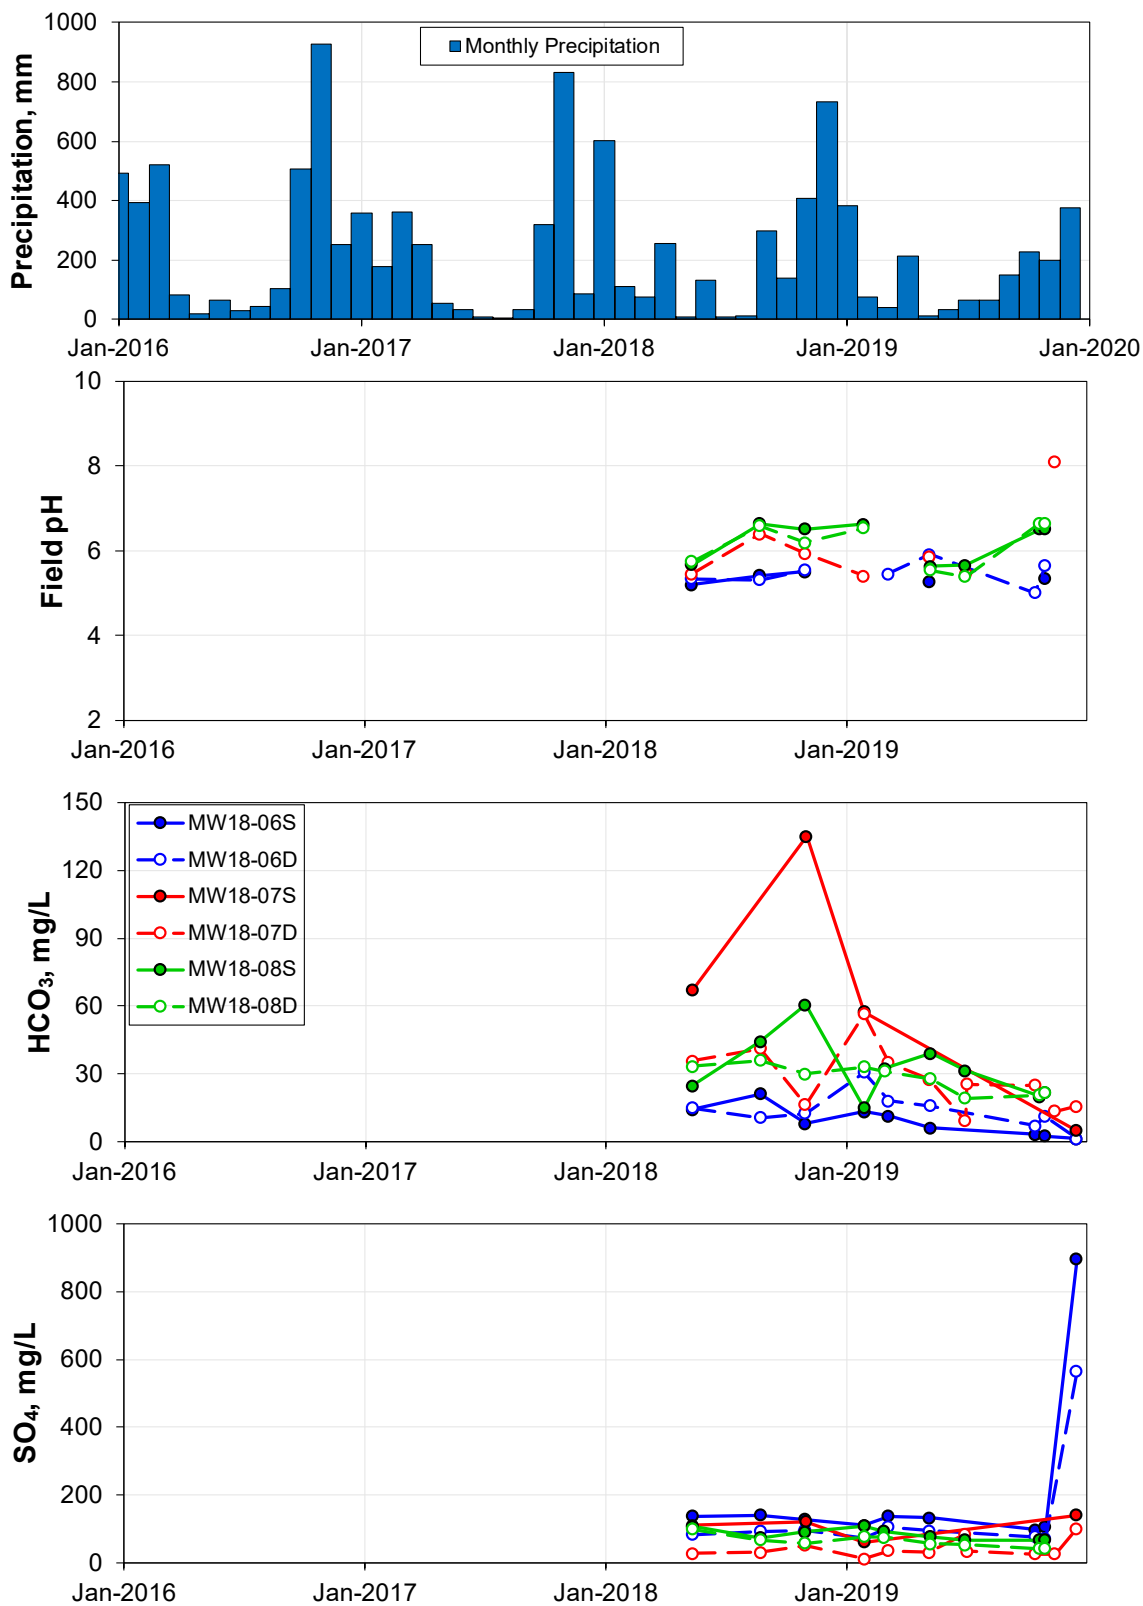 1000
800
600
400
200
0
Precipitation, mm
Monthly Precipitation
Jan-2016 Jan-2017 Jan-2018 Jan-2019 Jan-2020
10
8
6
4
2
Field pH
Jan-2016 Jan-2017 Jan-2018 Jan-2019
150
120
90
60
30
0
HCO₃, mg/L
MW18-06S
MW18-06D
MW18-07S
MW18-07D
MW18-08S
MW18-08D
Jan-2016 Jan-2017 Jan-2018 Jan-2019
1000
800
600
400
200
0
SO₄, mg/L
Jan-2016 Jan-2017 Jan-2018 Jan-2019